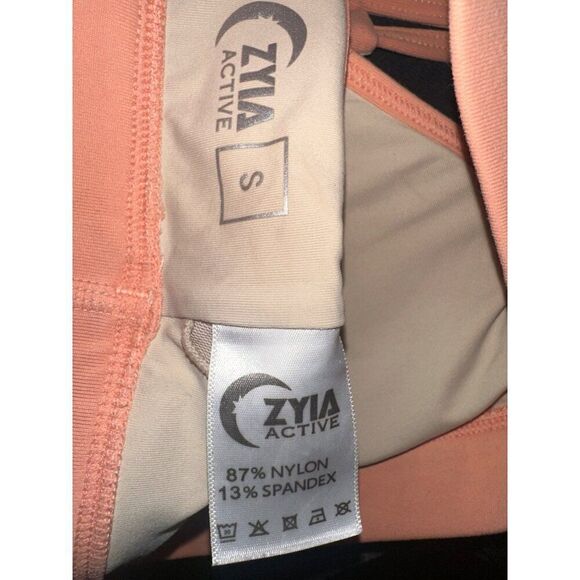 ZYIA
ACTIVE
S
ZYIA
ACTIVE
87% NYLON
13% SPANDEX